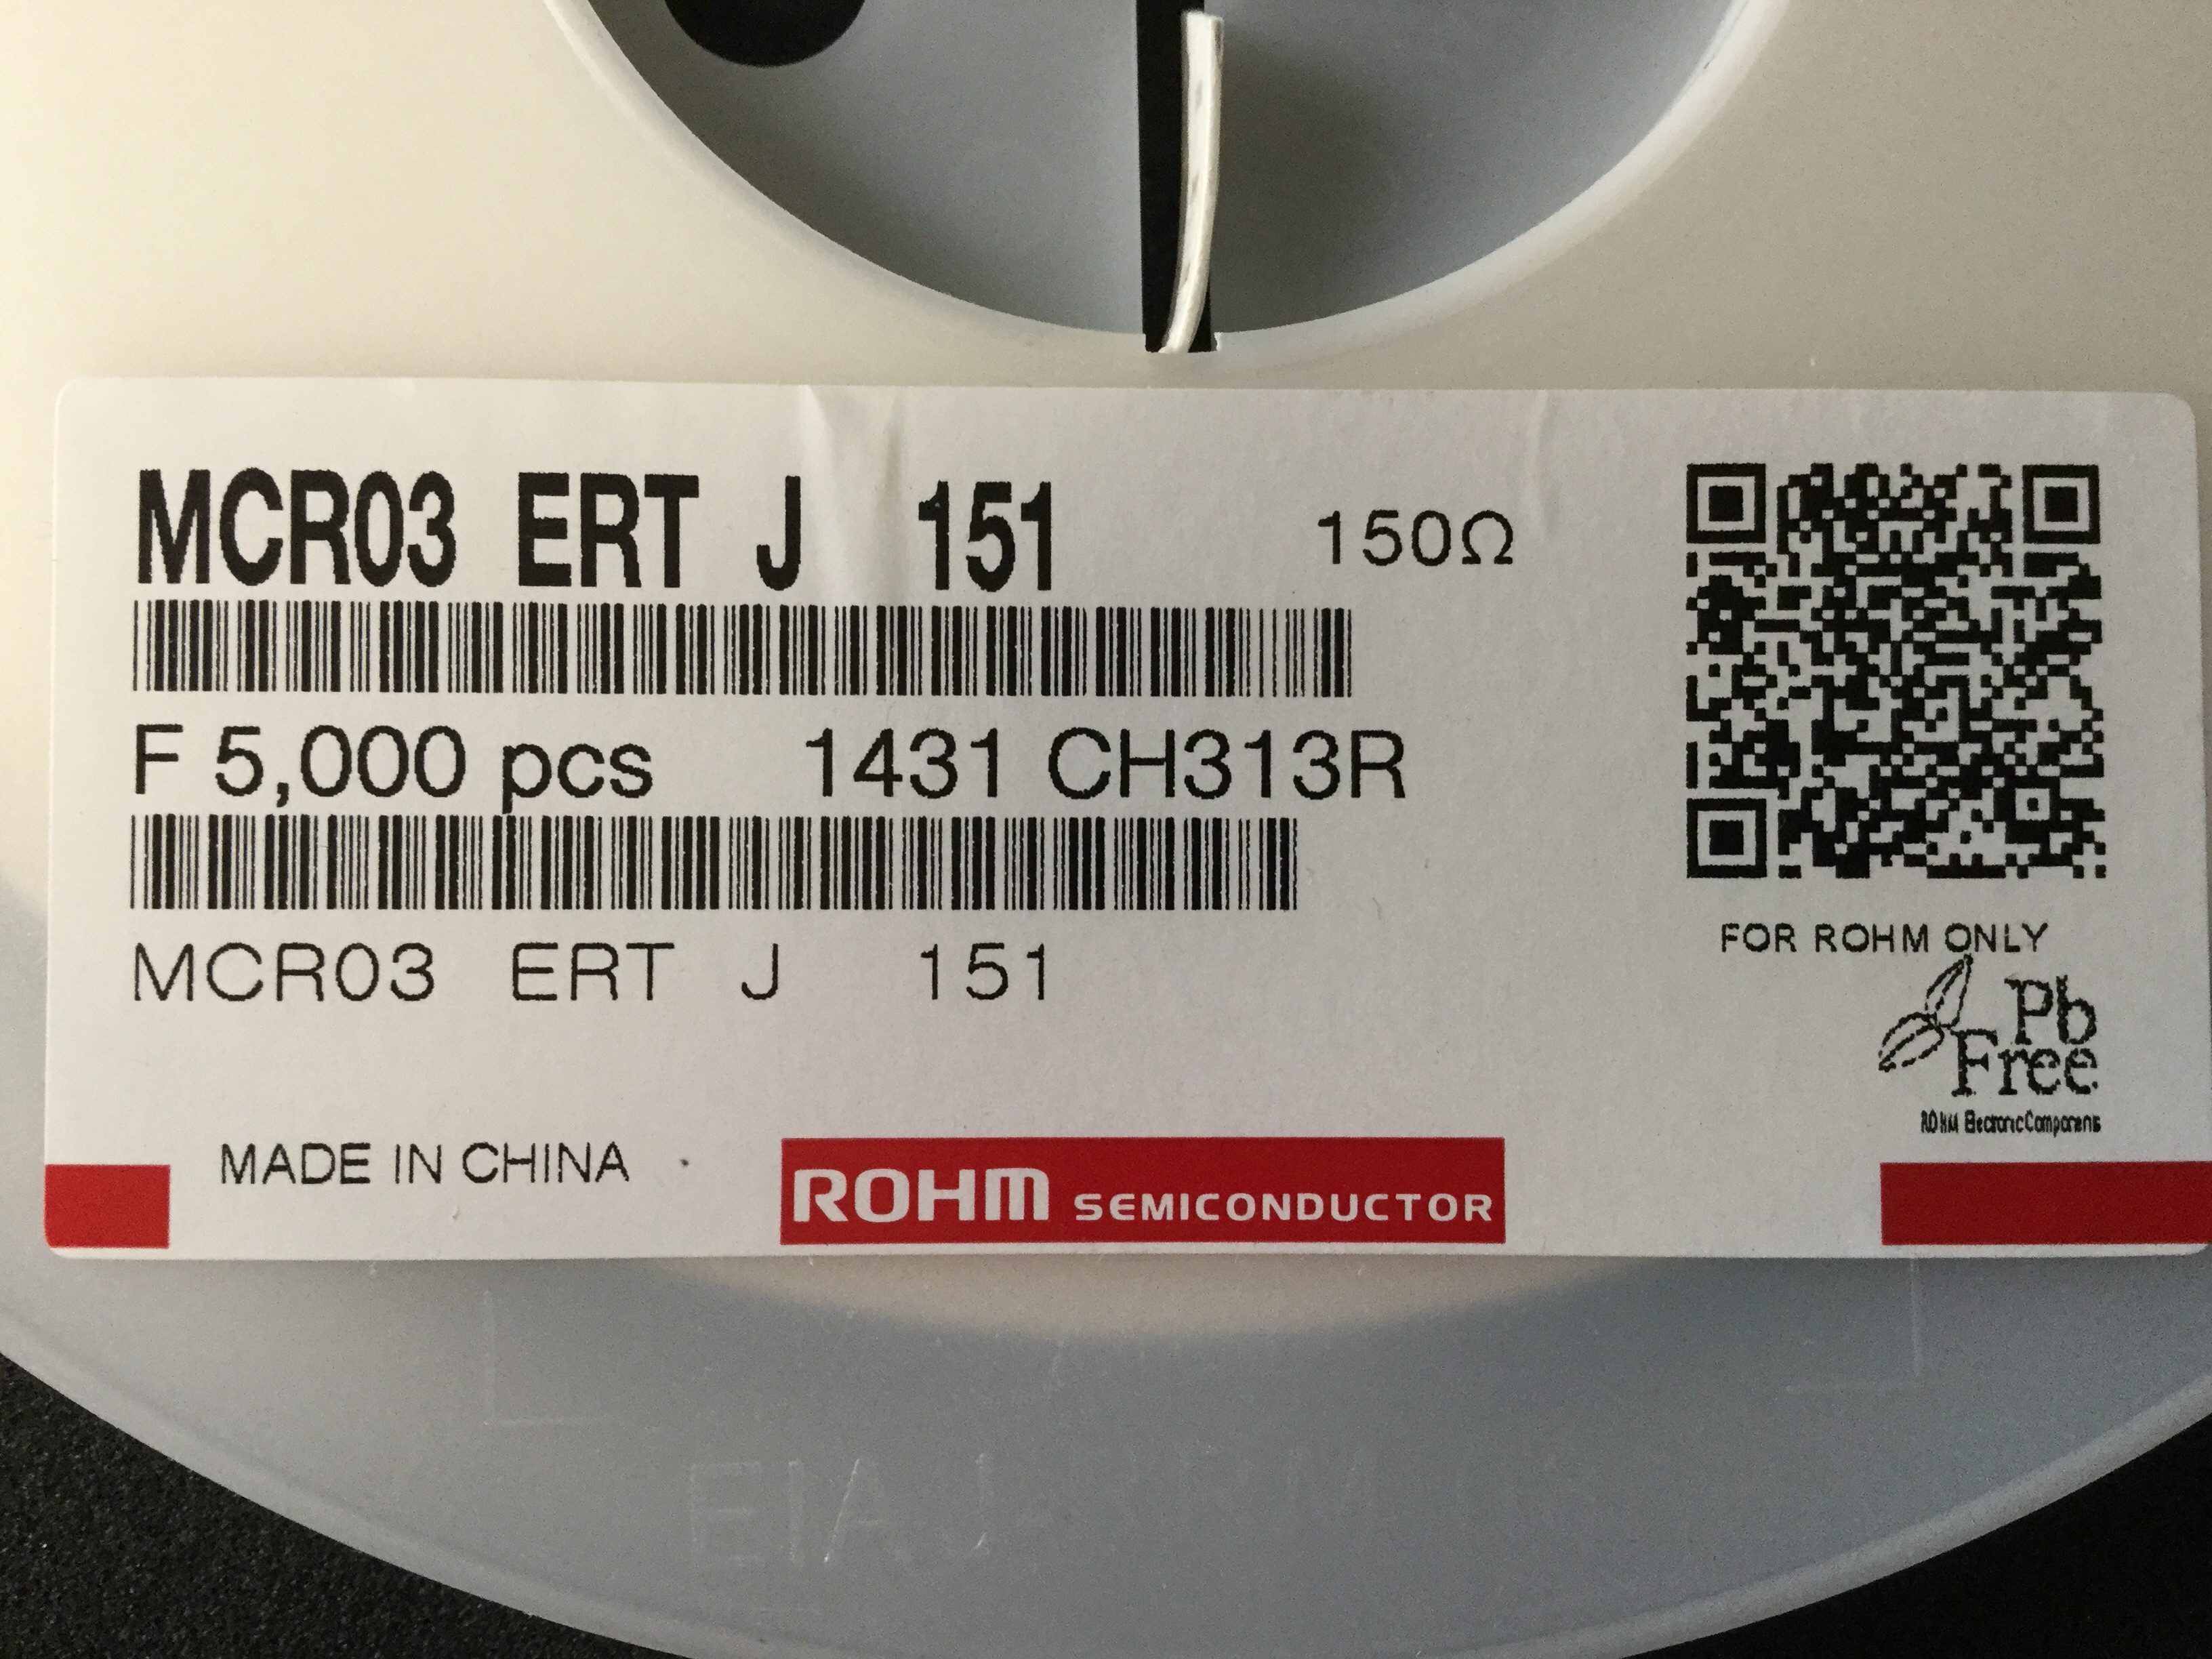 MCR03 ERT J 151 150Ω
F 5,000 pcs 1431 CH313R
MCR03 ERT J 151
FOR ROHM ONLY
Pb
Free
ROHM Electronic Components
MADE IN CHINA
ROHM SEMICONDUCTOR
EIAJ